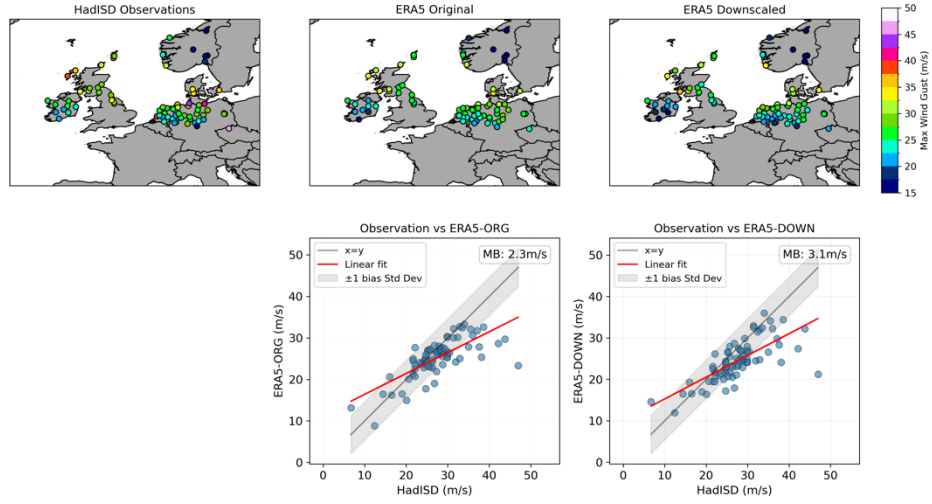 HadISD Observations
ERA5 Original
ERA5 Downscaled
50
45
40
35
30
25
20
15
Max Wind Gust (m/s)
Observation vs ERA5-ORG
x=y
Linear fit
±1 bias Std Dev
MB: 2.3m/s
50
40
30
20
10
0
ERA5-ORG (m/s)
0 10 20 30 40 50
HadISD (m/s)
Observation vs ERA5-DOWN
x=y
Linear fit
±1 bias Std Dev
MB: 3.1m/s
50
40
30
20
10
0
ERA5-DOWN (m/s)
0 10 20 30 40 50
HadISD (m/s)